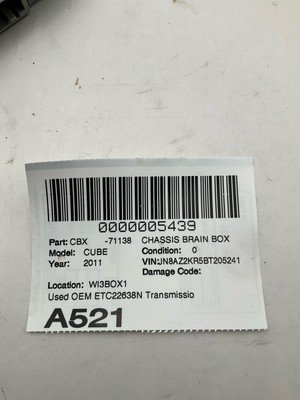 0000005439
Part: CBX -71138 CHASSIS BRAIN BOX
Model: CUBE Condition: 0
Year: 2011 VIN:JN8AZ2KR5BT205241
Damage Code:
Location: WI3BOX1
Used OEM ETC22638N Transmissio
A521